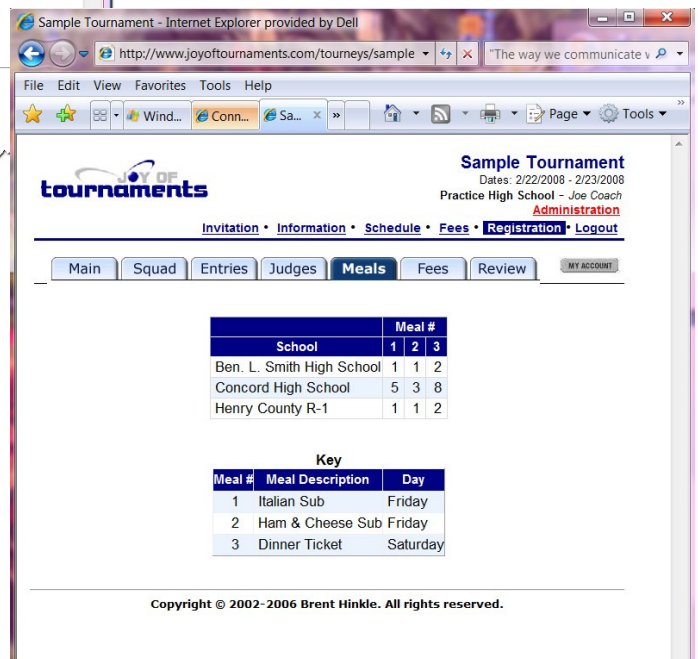 Sample Tournament - Internet Explorer provided by Dell
http://www.joyoftournaments.com/tourneys/sample
"The way we communicate v
File Edit View Favorites Tools Help
Wind... Conn... Sa... x » Page Tools »
JOY OF
tournaments
Sample Tournament
Dates: 2/22/2008 - 2/23/2008
Practice High School - Joe Coach
Administration
Invitation • Information • Schedule • Fees • Registration • Logout
Main Squad Entries Judges Meals Fees Review MY ACCOUNT
Meal #
School 1 2 3
Ben. L. Smith High School 1 1 2
Concord High School 5 3 8
Henry County R-1 1 1 2
Key
Meal # Meal Description Day
1 Italian Sub Friday
2 Ham & Cheese Sub Friday
3 Dinner Ticket Saturday
Copyright © 2002-2006 Brent Hinkle. All rights reserved.